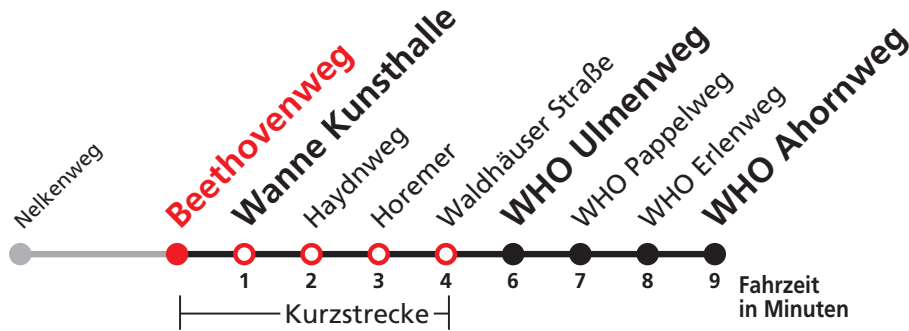 Nelkenweg
Beethovenweg
Wanne Kunsthalle
Haydnweg
Horemer
Waldhäuser Straße
WHO Ulmenweg
WHO Pappelweg
WHO Erlenweg
WHO Ahornweg
1 2 3 4 6 7 8 9
Fahrzeit
in Minuten
Kurzstrecke